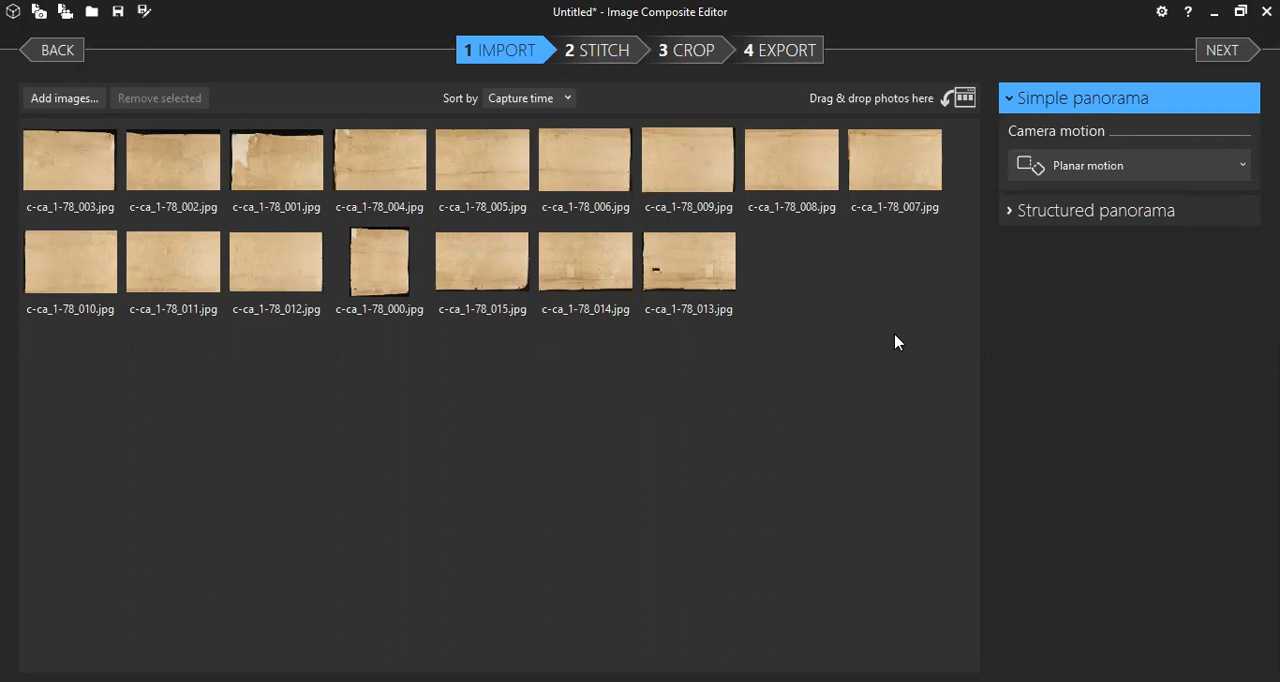 Untitled* - Image Composite Editor
?
BACK
1 IMPORT
2 STITCH
3 CROP
4 EXPORT
NEXT
Add images...
Remove selected
Sort by
Capture time
Drag & drop photos here
Simple panorama
Camera motion
Planar motion
Structured panorama
c-ca_1-78_003.jpg
c-ca_1-78_002.jpg
c-ca_1-78_001.jpg
c-ca_1-78_004.jpg
c-ca_1-78_005.jpg
c-ca_1-78_006.jpg
c-ca_1-78_009.jpg
c-ca_1-78_008.jpg
c-ca_1-78_007.jpg
c-ca_1-78_010.jpg
c-ca_1-78_011.jpg
c-ca_1-78_012.jpg
c-ca_1-78_000.jpg
c-ca_1-78_015.jpg
c-ca_1-78_014.jpg
c-ca_1-78_013.jpg